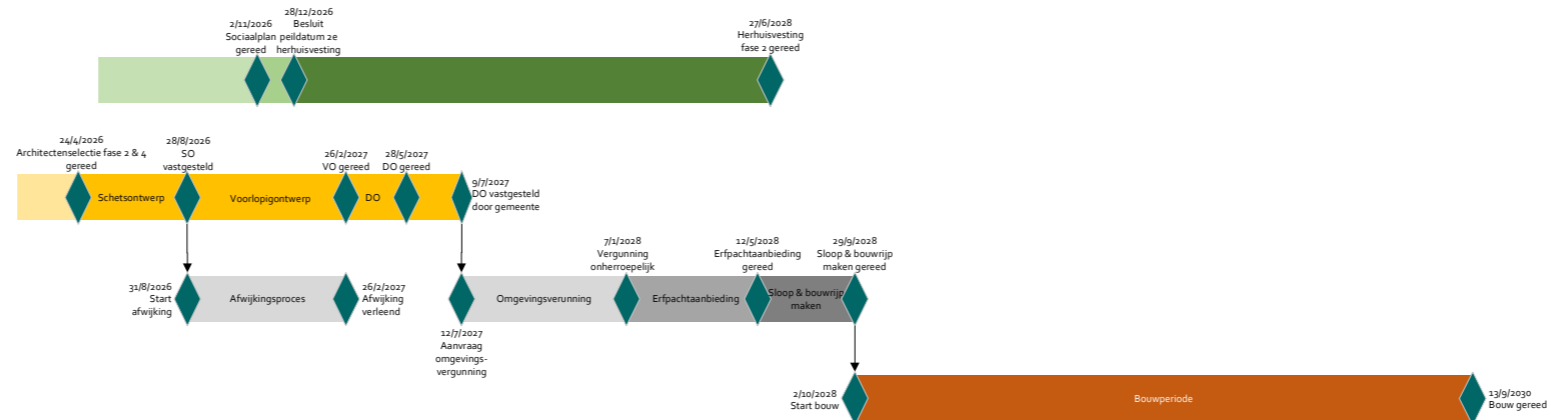 2/11/2026
Sociaalplan
gereed
28/12/2026
Besluit
peildatum 2e
herhuisvesting
27/6/2028
Herhuisvesting
fase 2 gereed
24/4/2026
Architectenselectie fase 2 & 4
gereed
28/8/2026
SO
vastgesteld
26/2/2027
VO gereed
28/5/2027
DO gereed
9/7/2027
DO vastgesteld
door gemeente
Schetsontwerp
Voorlopigontwerp
DO
31/8/2026
Start
afwijking
Afwijkingsproces
26/2/2027
Afwijking
verleend
12/7/2027
Aanvraag
omgevings-
vergunning
Omgevingsverunning
7/1/2028
Vergunning
onherroepelijk
Erfpachtaanbieding
12/5/2028
Erfpachtaanbieding
gereed
Sloop & bouwrijp
maken
29/9/2028
Sloop & bouwrijp
maken gereed
2/10/2028
Start bouw
Bouwperiode
13/9/2030
Bouw gereed